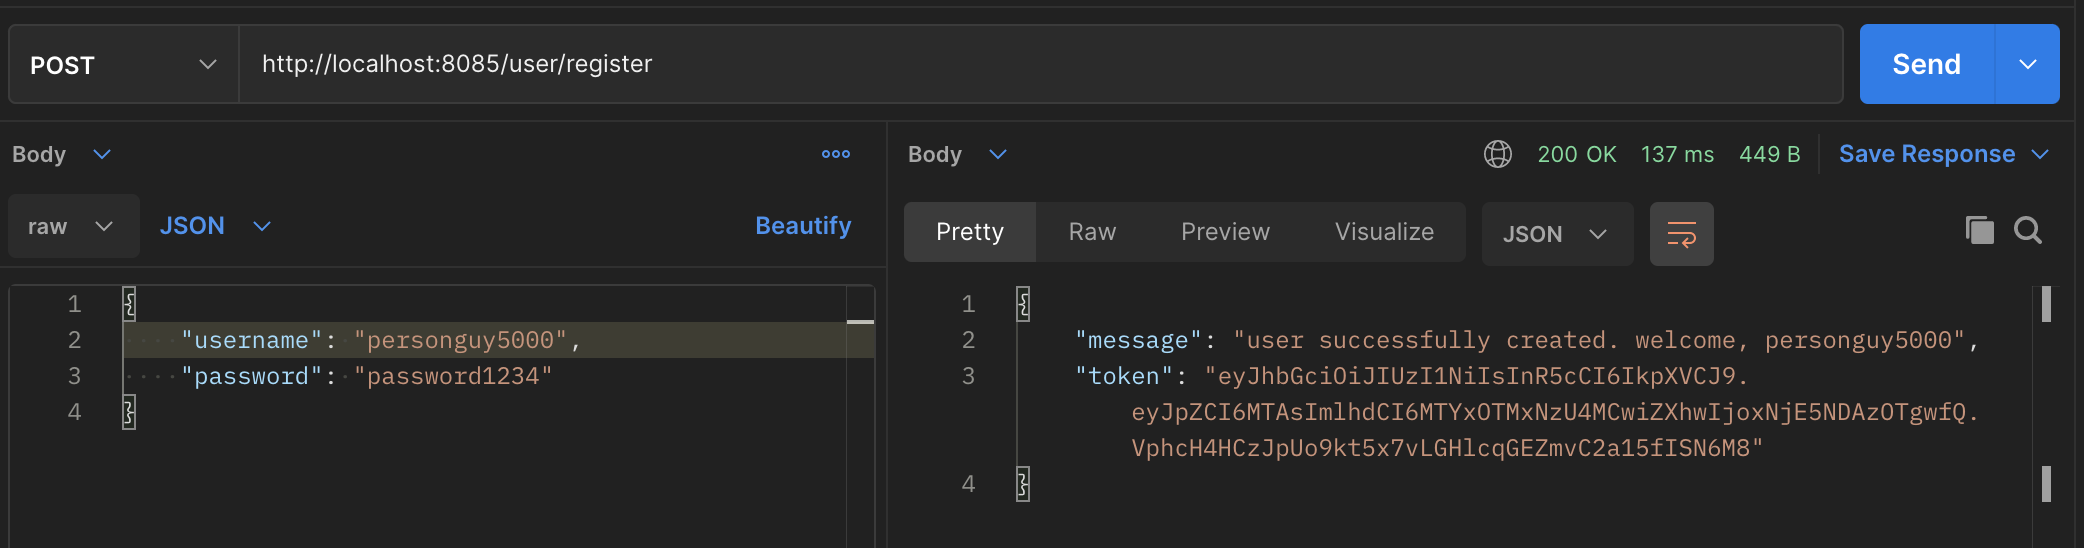 POST http://localhost:8085/user/register Send
Body
raw JSON Beautify
1 {
2 "username": "personguy5000",
3 "password": "password1234"
4 }
Body 200 OK 137 ms 449 B Save Response
Pretty Raw Preview Visualize JSON
1 {
2 "message": "user successfully created. welcome, personguy5000",
3 "token": "eyJhbGciOiJIUzI1NiIsInR5cCI6IkpXVCJ9.
eyJpZCI6MTAsImlhdCI6MTYxOTMxNzU4MCwiZXhwIjoxNjE5NDAzOTgwfQ.
VphcH4HCzJpUo9kt5x7vLGHlcqGEZmvC2a15fISN6M8"
4 }